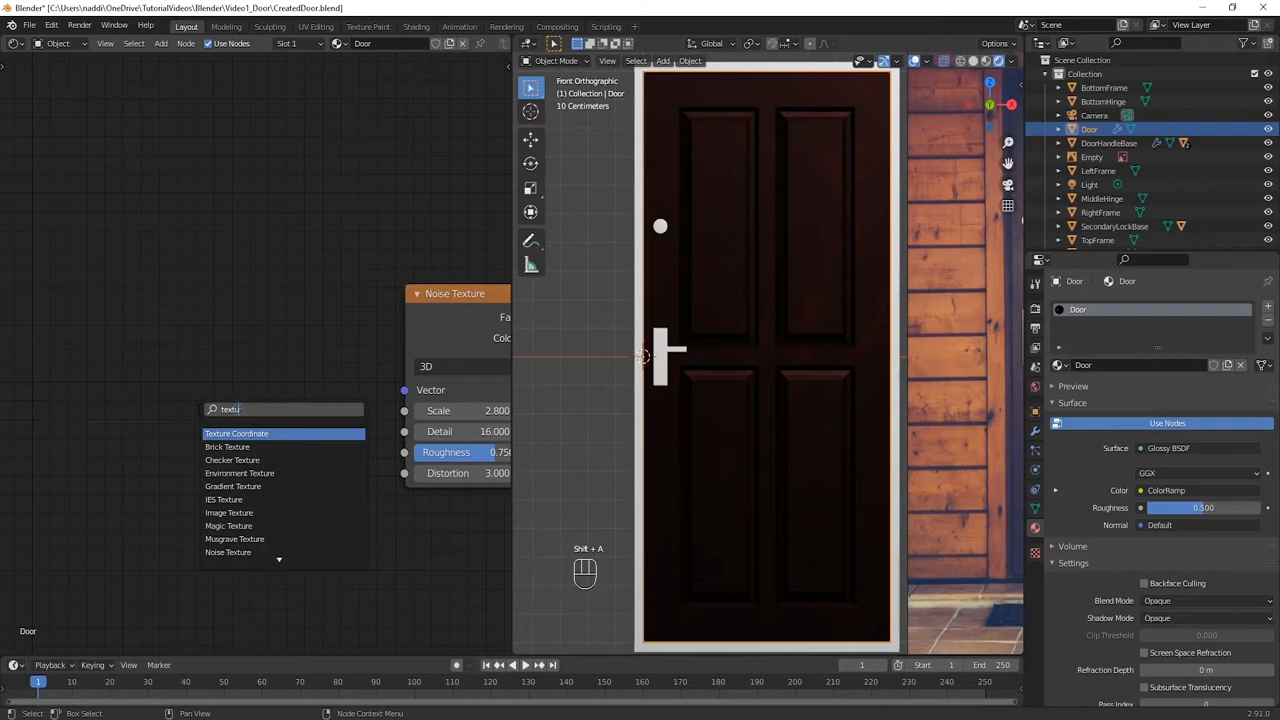 Blender* [C:\Users\naddi\OneDrive\TutorialVideos\Blender\Video1_Door\CreatedDoor.blend]
File Edit Render Window Help Layout Modeling Sculpting UV Editing Texture Paint Shading Animation Rendering Compositing Scripting Scene View Layer
Object View Select Add Node Use Nodes Slot 1 Door Global Options
Object Mode View Select Add Object
Front Orthographic
(1) Collection | Door
10 Centimeters
Noise Texture
Fa
Colo
3D
Vector
Scale 2.800
Detail 16.000
Roughness 0.750
Distortion 3.000
textu
Texture Coordinate
Brick Texture
Checker Texture
Environment Texture
Gradient Texture
IES Texture
Image Texture
Magic Texture
Musgrave Texture
Noise Texture
Shift + A
Door
X
Y
Z
Scene Collection
Collection
BottomFrame
BottomHinge
Camera
Door
DoorHandleBase
Empty
LeftFrame
Light
MiddleHinge
RightFrame
SecondaryLockBase
TopFrame
Door Door
Door
Door
Preview
Surface
Use Nodes
Surface Glossy BSDF
GGX
Color ColorRamp
Roughness 0.500
Normal Default
Volume
Settings
Backface Culling
Blend Mode Opaque
Shadow Mode Opaque
Clip Threshold 0.000
Screen Space Refraction
Refraction Depth 0 m
Subsurface Translucency
Pass Index 0
Playback Keying View Marker 1 Start 1 End 250
1 10 20 30 40 50 60 70 80 90 100 110 120 130 140 150 160 170 180 190 200 210 220 230 240 250
Select Box Select Pan View Node Context Menu 2.91.0